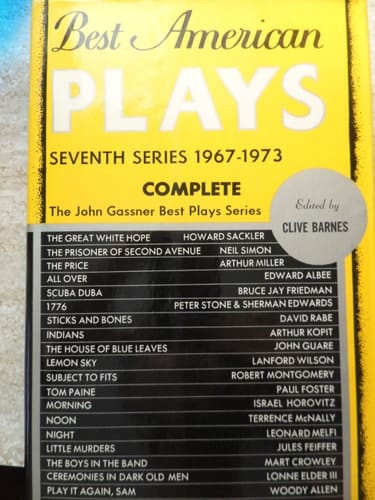 Best American
PLAYS
SEVENTH SERIES 1967-1973
COMPLETE
The John Gassner Best Plays Series
Edited by
CLIVE BARNES
THE GREAT WHITE HOPE HOWARD SACKLER
THE PRISONER OF SECOND AVENUE NEIL SIMON
THE PRICE ARTHUR MILLER
ALL OVER EDWARD ALBEE
SCUBA DUBA BRUCE JAY FRIEDMAN
1776 PETER STONE & SHERMAN EDWARDS
STICKS AND BONES DAVID RABE
INDIANS ARTHUR KOPIT
THE HOUSE OF BLUE LEAVES JOHN GUARE
LEMON SKY LANFORD WILSON
SUBJECT TO FITS ROBERT MONTGOMERY
TOM PAINE PAUL FOSTER
MORNING ISRAEL HOROVITZ
NOON TERRENCE McNALLY
NIGHT LEONARD MELFI
LITTLE MURDERS JULES FEIFFER
THE BOYS IN THE BAND MART CROWLEY
CEREMONIES IN DARK OLD MEN LONNE ELDER III
PLAY IT AGAIN, SAM WOODY ALLEN